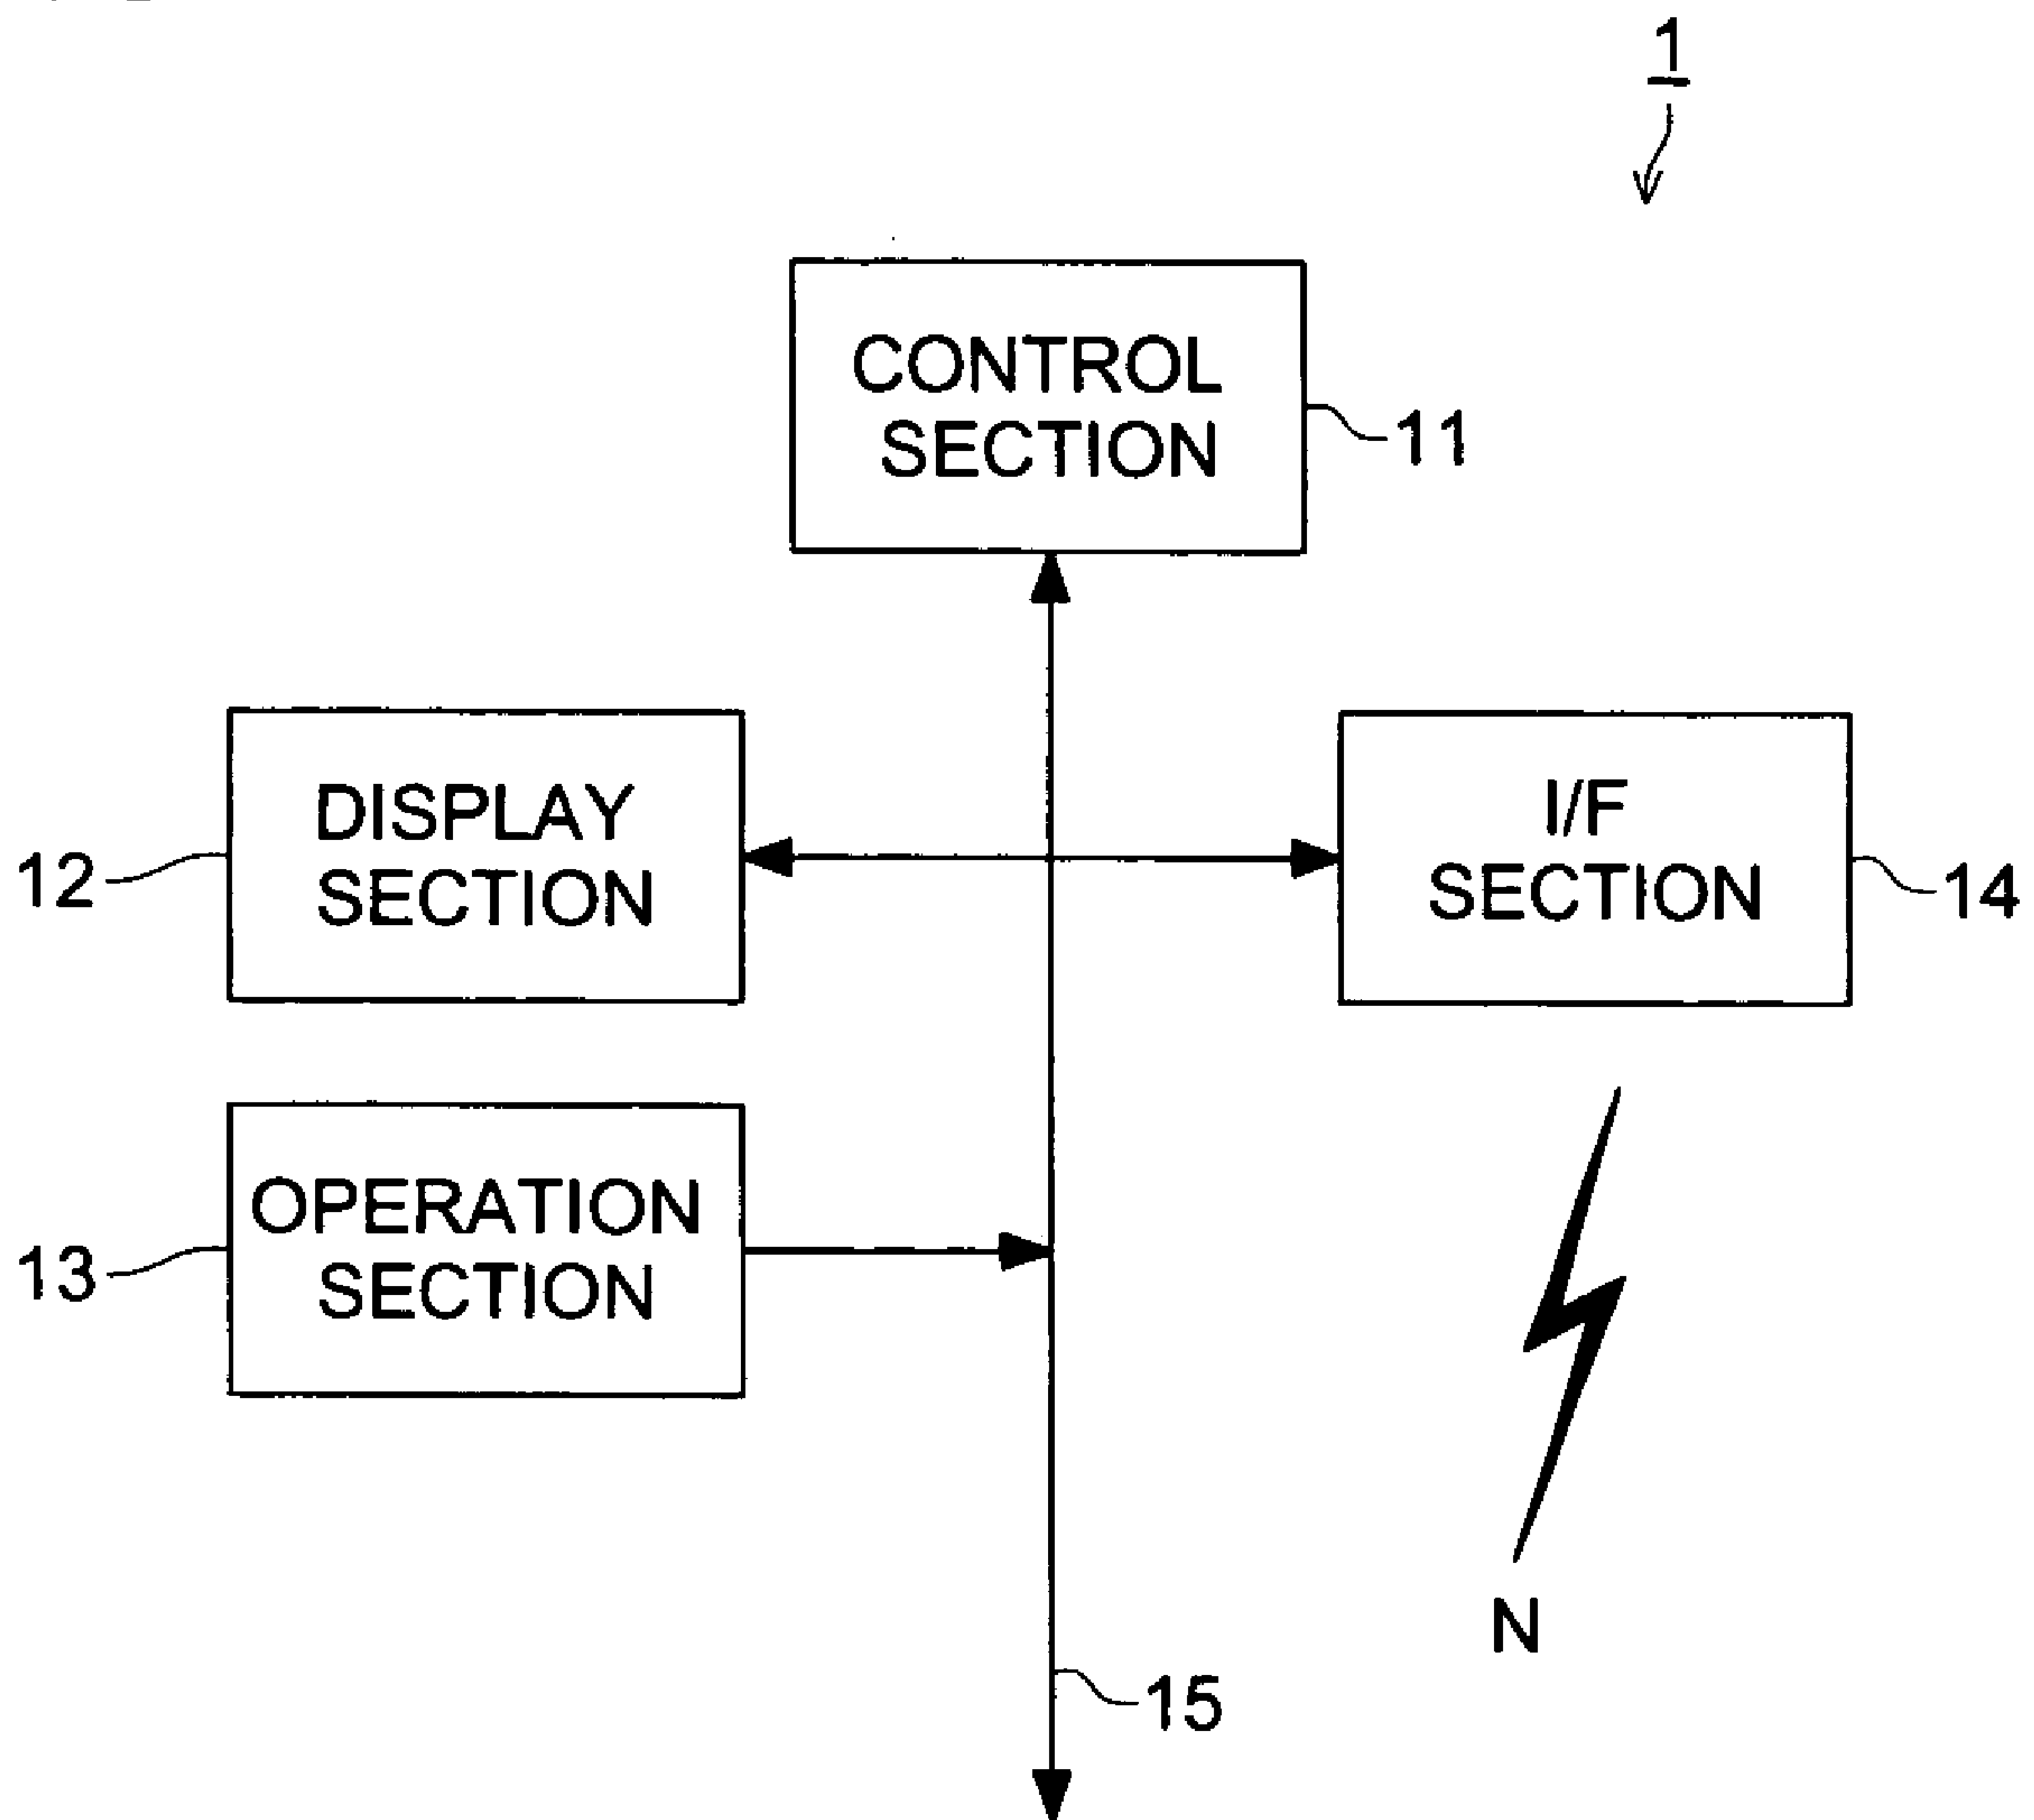 1
CONTROL
SECTION
11
DISPLAY
SECTION
12
I/F
SECTION
14
OPERATION
SECTION
13
N
15